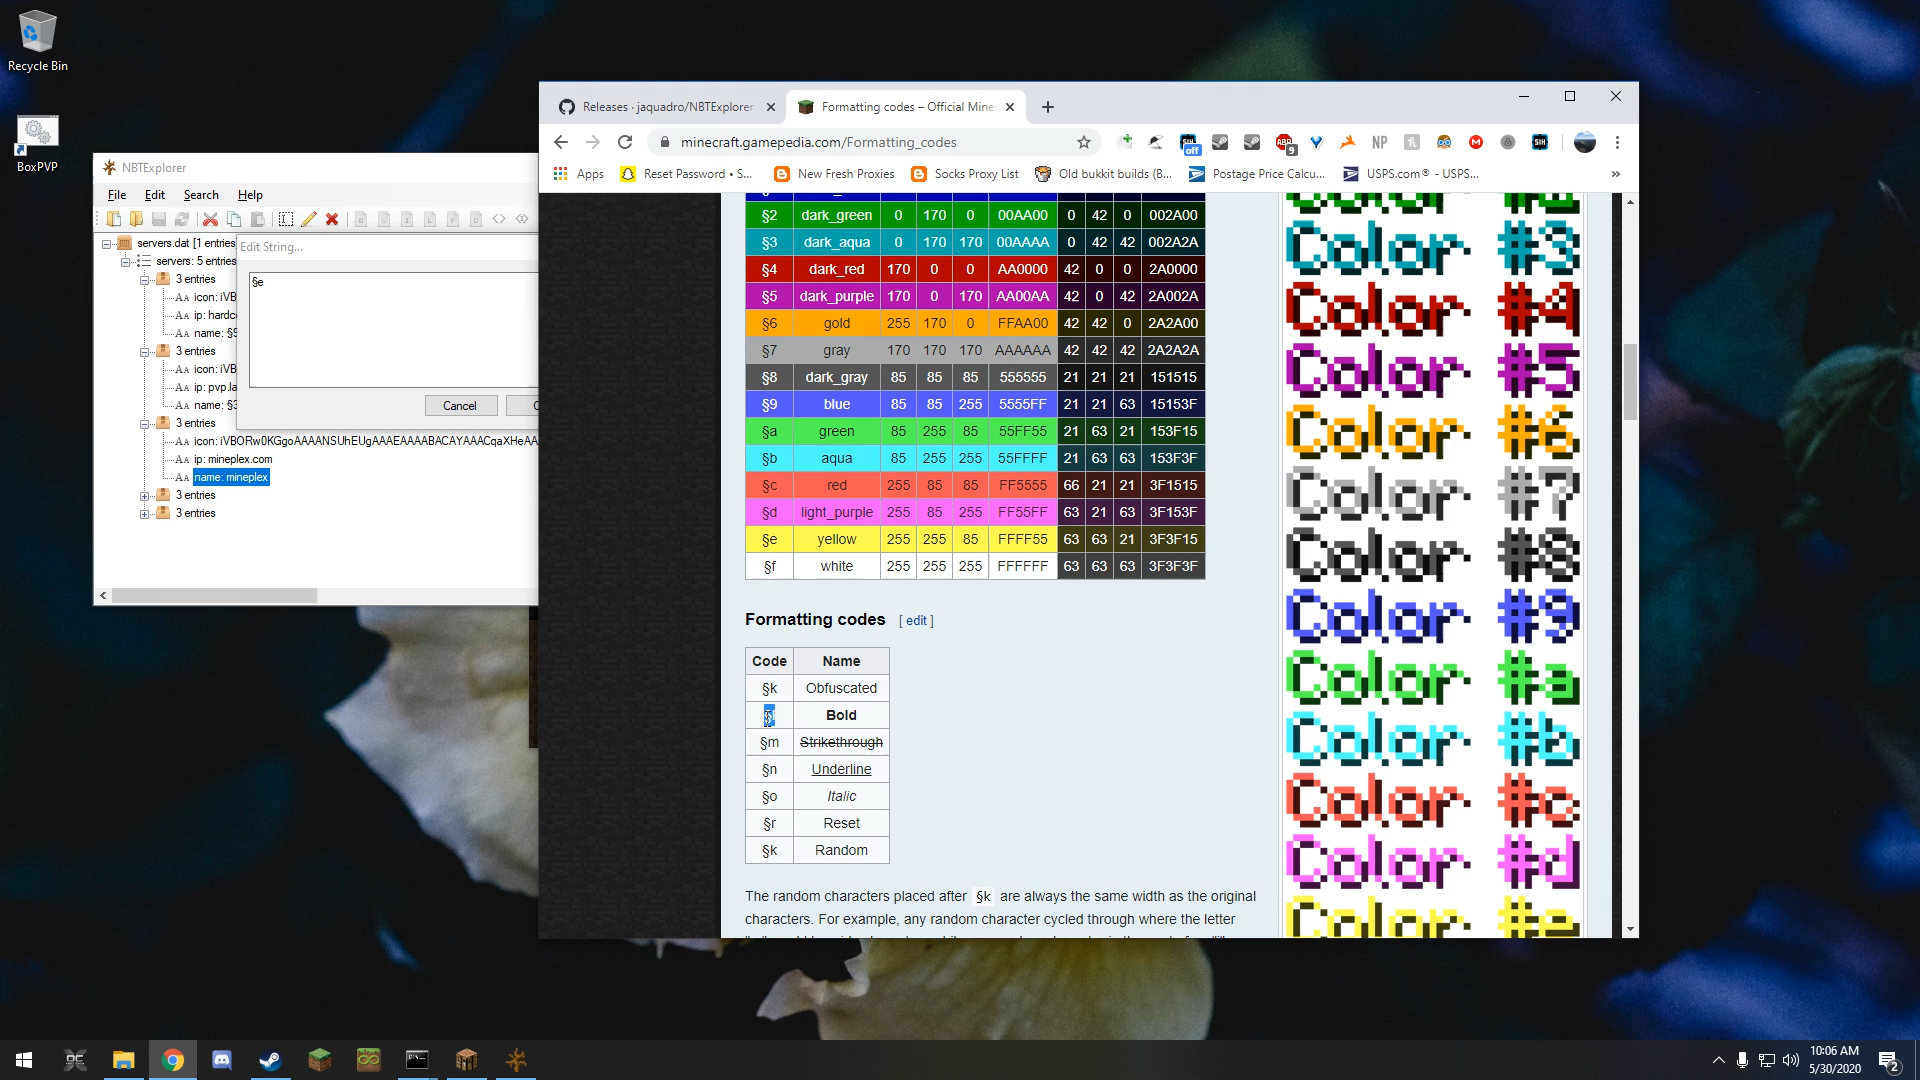 Recycle Bin
BoxPVP
NBTExplorer
File Edit Search Help
servers.dat [1 entries
servers: 5 entries
3 entries
icon: iVB
ip: hardc
name: §9
3 entries
icon: iVB
ip: pvp.la
name: §3
3 entries
icon: iVBORw0KGgoAAAANSUhEUgAAAEAAAABACAYAAACqaXHeAA
ip: mineplex.com
name: mineplex
3 entries
3 entries
Edit String...
§e
Cancel
Releases · jaquadro/NBTExplorer
Formatting codes – Official Mine
minecraft.gamepedia.com/Formatting_codes
off
ABP
9
NP
SIH
Apps
Reset Password • S...
New Fresh Proxies
Socks Proxy List
Old bukkit builds (B...
Postage Price Calcu...
USPS.com® - USPS...
»
§2 dark_green 0 170 0 00AA00 0 42 0 002A00
§3 dark_aqua 0 170 170 00AAAA 0 42 42 002A2A
§4 dark_red 170 0 0 AA0000 42 0 0 2A0000
§5 dark_purple 170 0 170 AA00AA 42 0 42 2A002A
§6 gold 255 170 0 FFAA00 42 42 0 2A2A00
§7 gray 170 170 170 AAAAAA 42 42 42 2A2A2A
§8 dark_gray 85 85 85 555555 21 21 21 151515
§9 blue 85 85 255 5555FF 21 21 63 15153F
§a green 85 255 85 55FF55 21 63 21 153F15
§b aqua 85 255 255 55FFFF 21 63 63 153F3F
§c red 255 85 85 FF5555 66 21 21 3F1515
§d light_purple 255 85 255 FF55FF 63 21 63 3F153F
§e yellow 255 255 85 FFFF55 63 63 21 3F3F15
§f white 255 255 255 FFFFFF 63 63 63 3F3F3F
Formatting codes [ edit ]
Code Name
§k Obfuscated
Bold
§m Strikethrough
§n Underline
§o Italic
§r Reset
§k Random
The random characters placed after §k are always the same width as the original
characters. For example, any random character cycled through where the letter
Color #3
Color #4
Color #5
Color #6
Color #7
Color #8
Color #9
Color #a
Color #b
Color #c
Color #d
Color #e
10:06 AM
5/30/2020
2